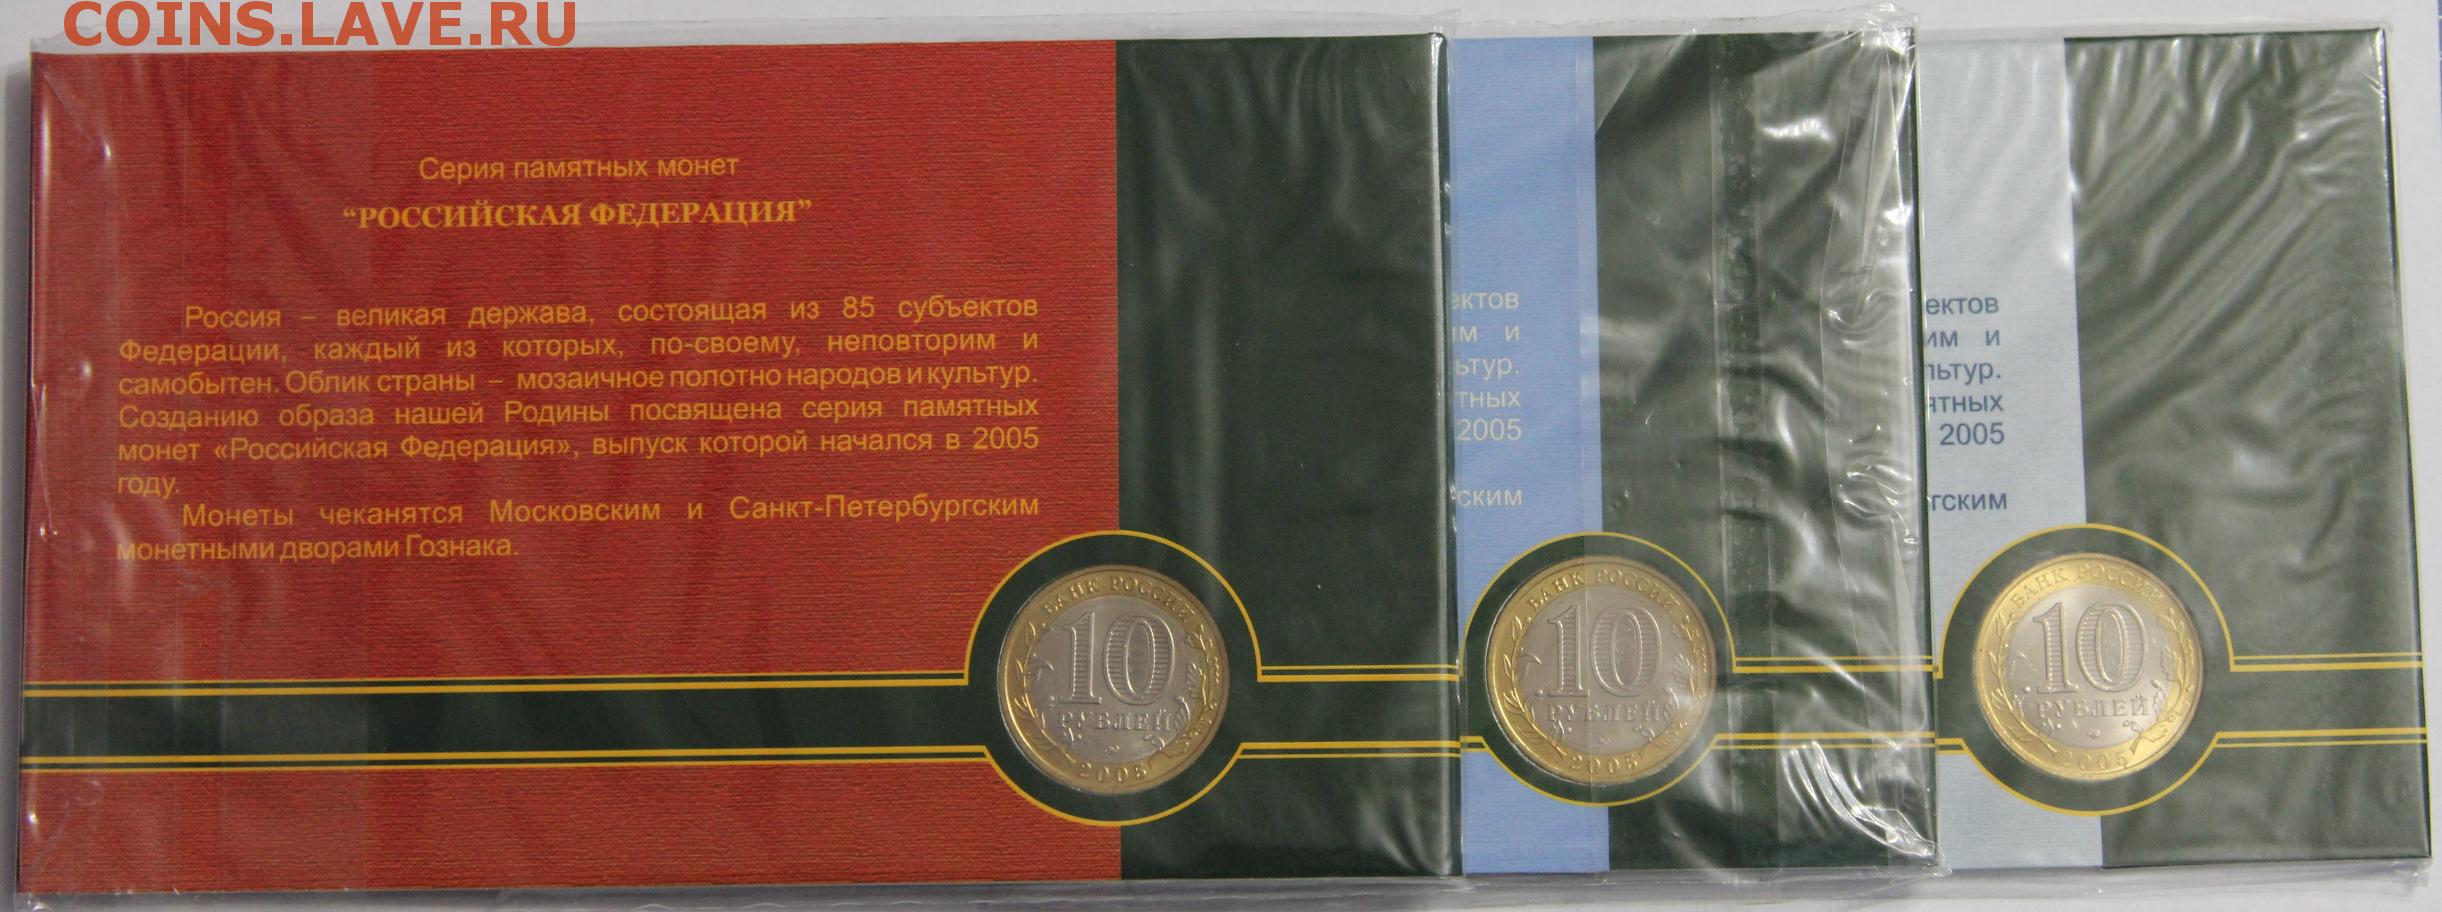 COINS.LAVE.RU
Серия памятных монет
“РОССИЙСКАЯ ФЕДЕРАЦИЯ”
Россия – великая держава, состоящая из 85 субъектов
Федерации, каждый из которых, по-своему, неповторим и
самобытен. Облик страны – мозаичное полотно народов и культур.
Созданию образа нашей Родины посвящена серия памятных
монет «Российская Федерация», выпуск которой начался в 2005
году.
Монеты чеканятся Московским и Санкт-Петербургским
монетными дворами Гознака.
БАНК РОССИИ
10
РУБЛЕЙ
2005
ектов
им и
ьтур.
тных
2005
ским
БАНК РОССИИ
10
РУБЛЕЙ
2005
ектов
им и
льтур.
ятных
2005
гским
БАНК РОССИИ
10
РУБЛЕЙ
2005